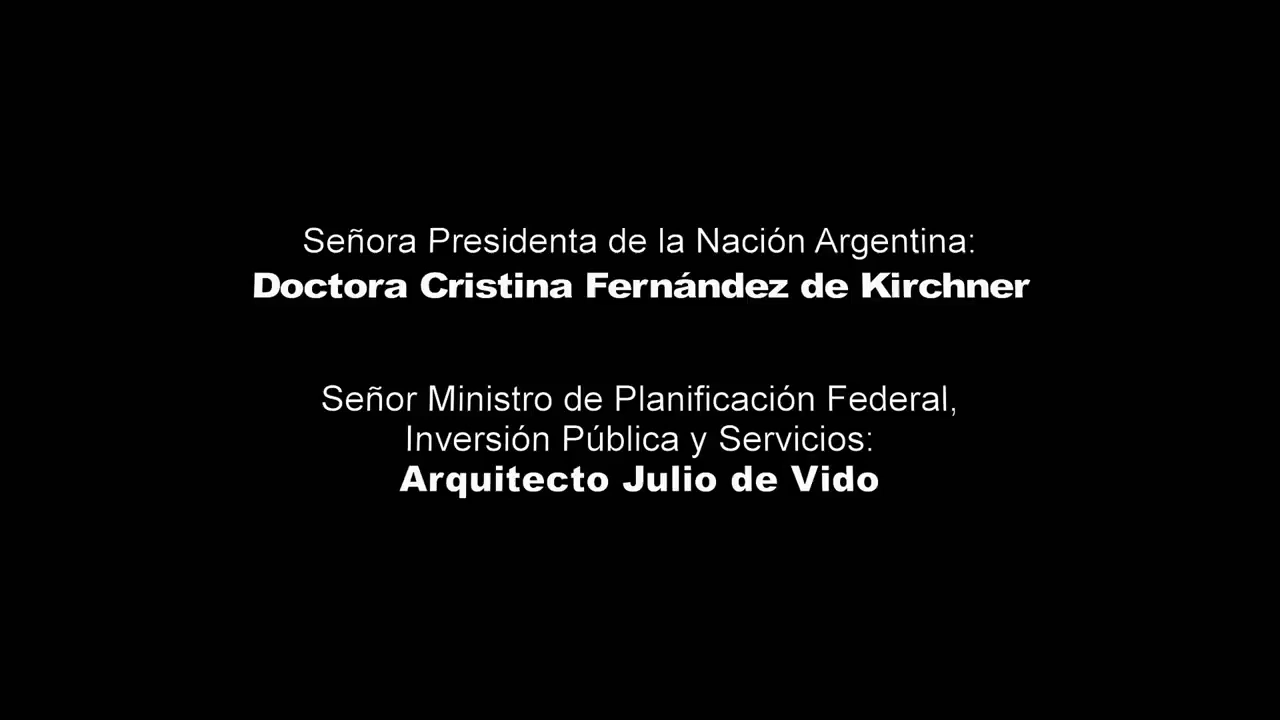 Señora Presidenta de la Nación Argentina:
Doctora Cristina Fernández de Kirchner
Señor Ministro de Planificación Federal,
Inversión Pública y Servicios:
Arquitecto Julio de Vido